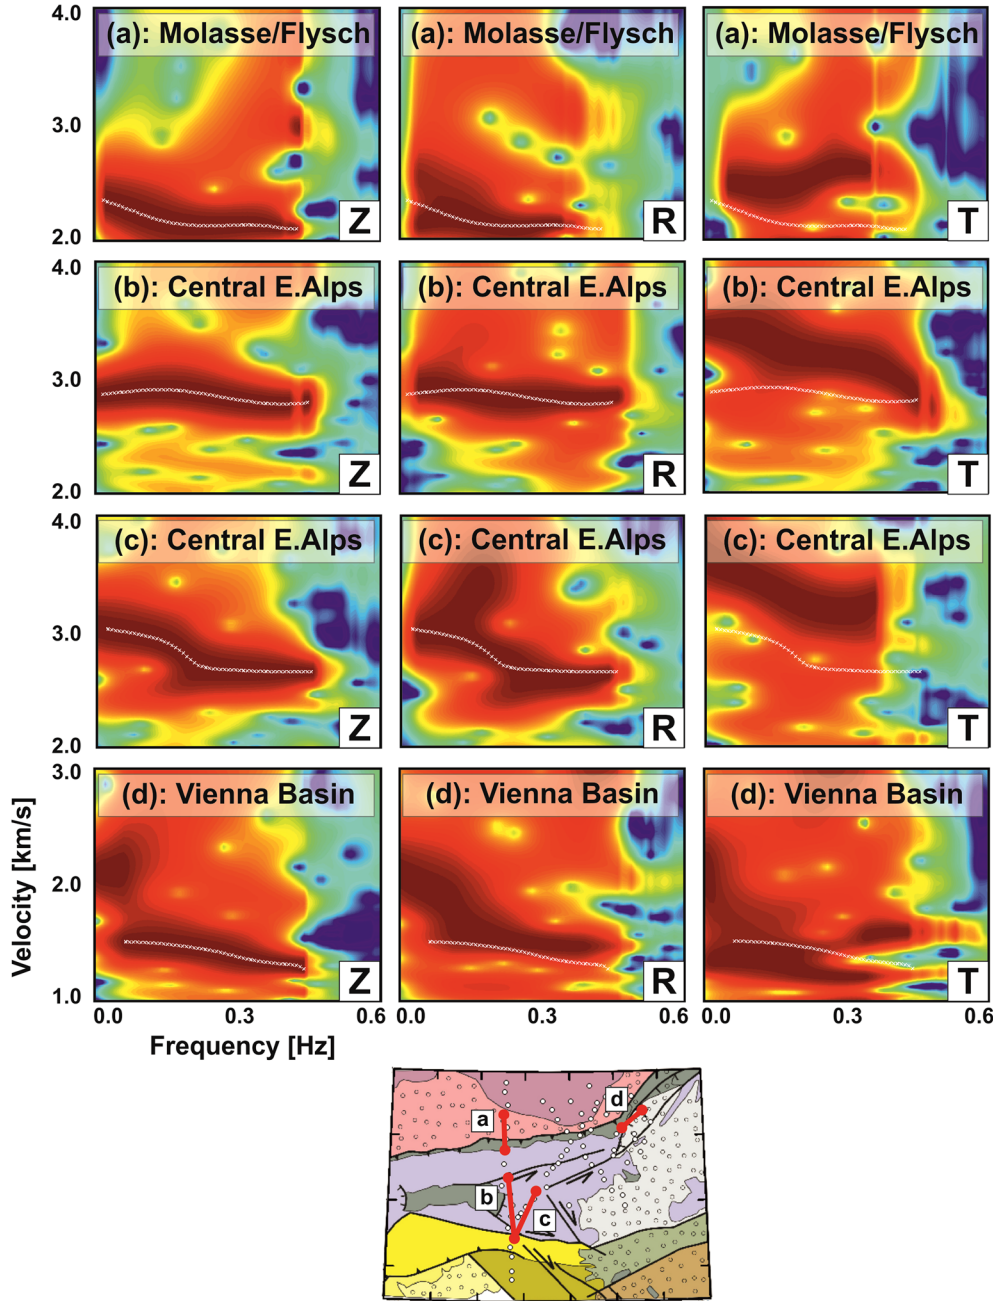 4.0
(a): Molasse/Flysch
(a): Molasse/Flysch
(a): Molasse/Flysch
3.0
2.0
Z
R
T
4.0
(b): Central E.Alps
(b): Central E.Alps
(b): Central E.Alps
3.0
2.0
Z
R
T
4.0
(c): Central E.Alps
(c): Central E.Alps
(c): Central E.Alps
3.0
2.0
Z
R
T
3.0
(d): Vienna Basin
(d): Vienna Basin
(d): Vienna Basin
2.0
1.0
Z
R
T
Velocity [km/s]
0.0 0.3 0.6
0.0 0.3 0.6
0.0 0.3 0.6
Frequency [Hz]
a
d
b
c